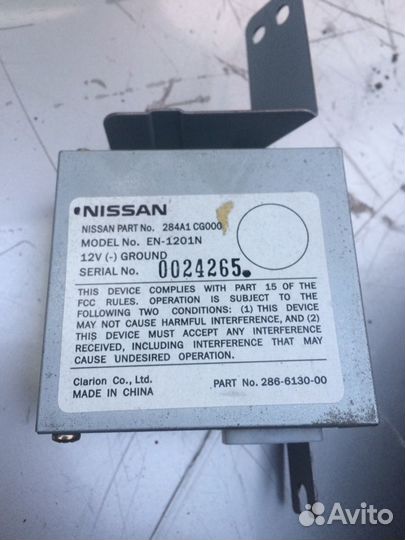 NISSAN
NISSAN PART No. 284A1 CG000
MODEL No. EN-1201N
12V (-) GROUND
SERIAL No. 0024265
THIS DEVICE COMPLIES WITH PART 15 OF THE
FCC RULES. OPERATION IS SUBJECT TO THE
FOLLOWING TWO CONDITIONS: (1) THIS DEVICE
MAY NOT CAUSE HARMFUL INTERFERENCE, AND (2)
THIS DEVICE MUST ACCEPT ANY INTERFERENCE
RECEIVED, INCLUDING INTERFERENCE THAT MAY
CAUSE UNDESIRED OPERATION.
Clarion Co., Ltd. PART No. 286-6130-00
MADE IN CHINA
Avito